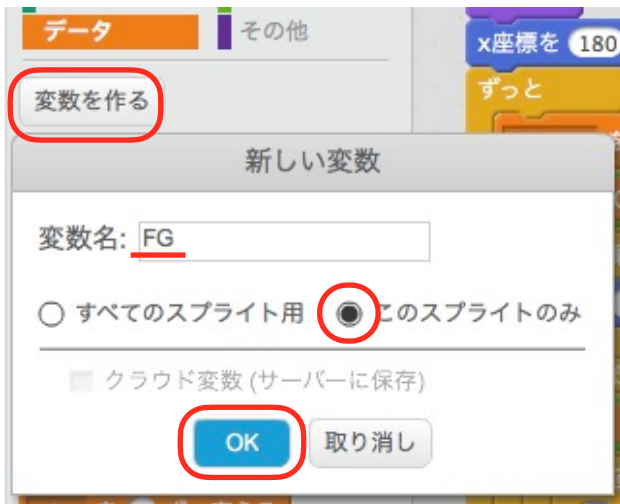 データ
その他
x座標を 180
変数を作る
ずっと
新しい変数
変数名: FG
すべてのスプライト用 このスプライトのみ
クラウド変数 (サーバーに保存)
OK 取り消し